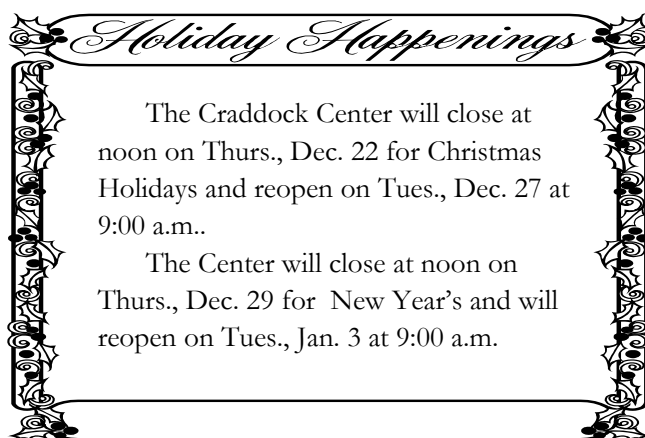 Holiday Happenings
The Craddock Center will close at
noon on Thurs., Dec. 22 for Christmas
Holidays and reopen on Tues., Dec. 27 at
9:00 a.m..
The Center will close at noon on
Thurs., Dec. 29 for  New Year's and will
reopen on Tues., Jan. 3 at 9:00 a.m.